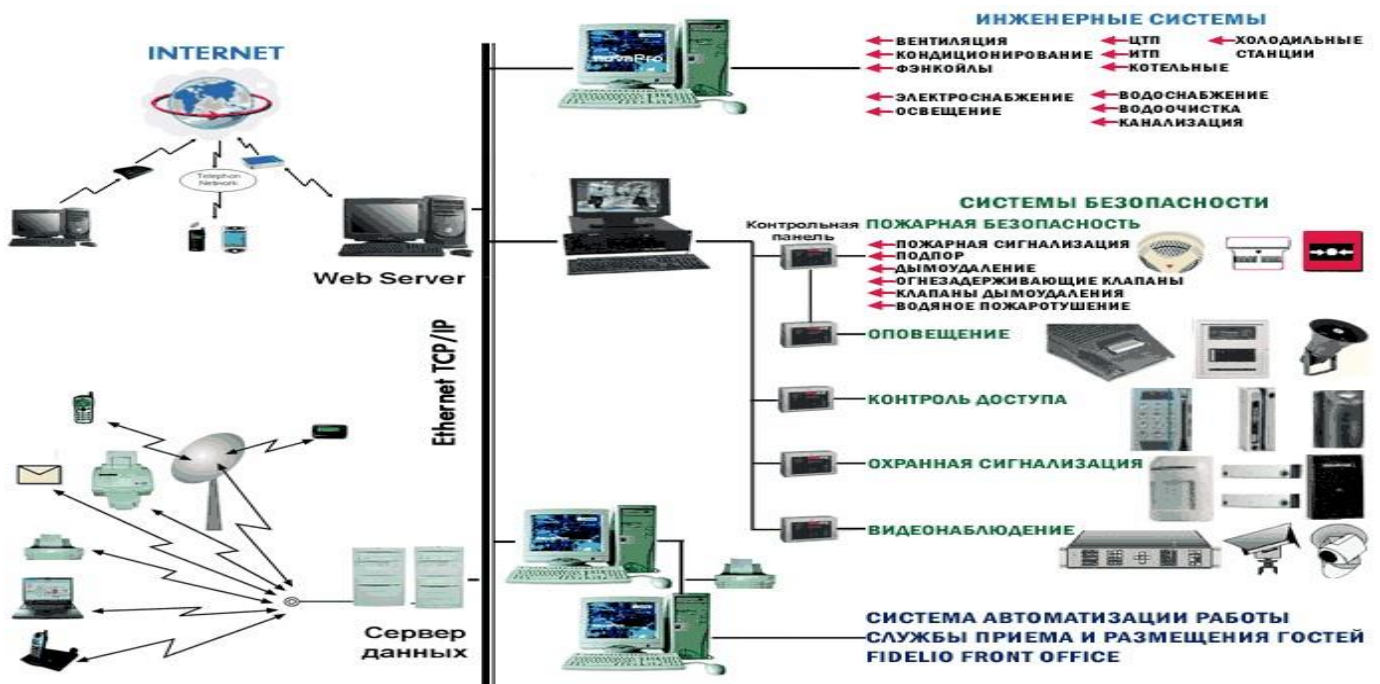 INTERNET
Telephon
Network
Web Server
Ethernet TCP/IP
Сервер
данных
novaPro
ИНЖЕНЕРНЫЕ СИСТЕМЫ
ВЕНТИЛЯЦИЯ
КОНДИЦИОНИРОВАНИЕ
ФЭНКОЙЛЫ
ЭЛЕКТРОСНАБЖЕНИЕ
ОСВЕЩЕНИЕ
ЦТП
ИТП
КОТЕЛЬНЫЕ
ВОДОСНАБЖЕНИЕ
ВОДООЧИСТКА
КАНАЛИЗАЦИЯ
ХОЛОДИЛЬНЫЕ
СТАНЦИИ
СИСТЕМЫ БЕЗОПАСНОСТИ
Контрольная
панель
ПОЖАРНАЯ БЕЗОПАСНОСТЬ
ПОЖАРНАЯ СИГНАЛИЗАЦИЯ
ПОДПОР
ДЫМОУДАЛЕНИЕ
ОГНЕЗАДЕРЖИВАЮЩИЕ КЛАПАНЫ
КЛАПАНЫ ДЫМОУДАЛЕНИЯ
ВОДЯНОЕ ПОЖАРОТУШЕНИЕ
ОПОВЕЩЕНИЕ
КОНТРОЛЬ ДОСТУПА
ОХРАННАЯ СИГНАЛИЗАЦИЯ
ВИДЕОНАБЛЮДЕНИЕ
СИСТЕМА АВТОМАТИЗАЦИИ РАБОТЫ
СЛУЖБЫ ПРИЕМА И РАЗМЕЩЕНИЯ ГОСТЕЙ
FIDELIO FRONT OFFICE